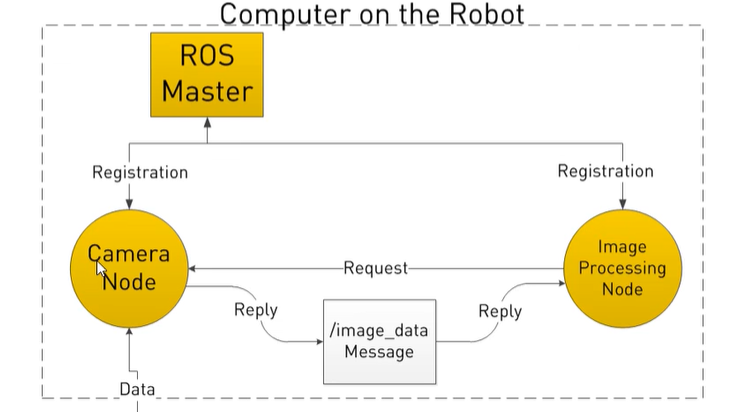 Computer on the Robot
ROS
Master
Registration
Registration
Camera
Node
Image
Processing
Node
Request
Reply
Reply
/image_data
Message
Data